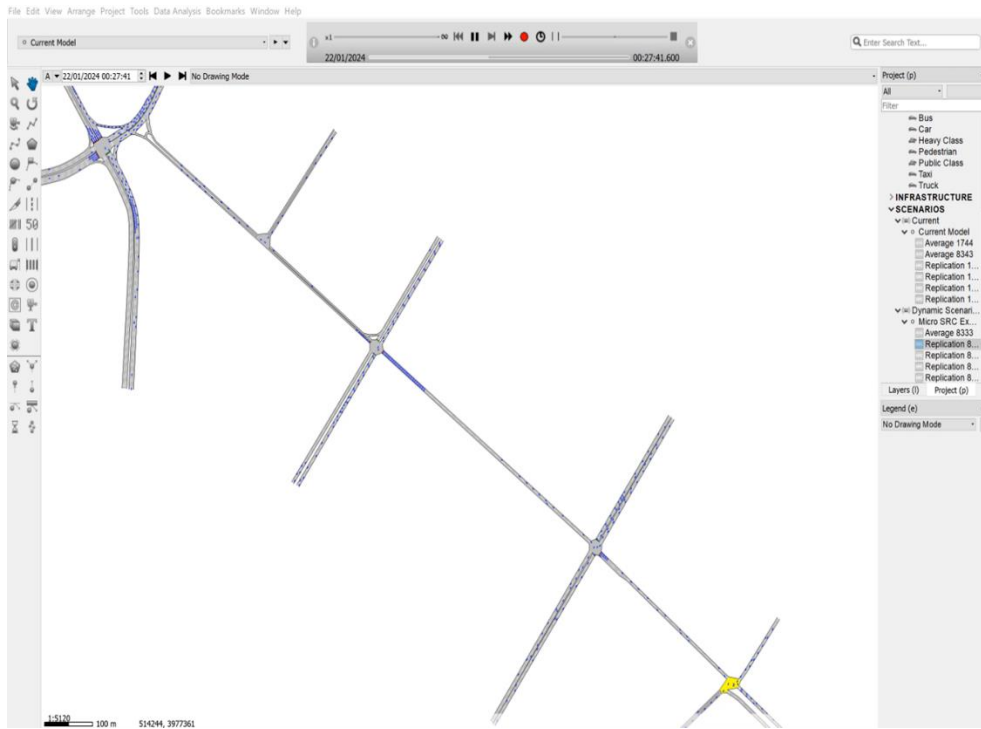 File Edit View Arrange Project Tools Data Analysis Bookmarks Window Help
Current Model
x1
∞
22/01/2024
00:27:41.600
Enter Search Text...
A 22/01/2024 00:27:41 No Drawing Mode
50
T
1:5120
100 m
514244, 3977361
Project (p)
All
Filter
Bus
Car
Heavy Class
Pedestrian
Public Class
Taxi
Truck
INFRASTRUCTURE
SCENARIOS
Current
Current Model
Average 1744
Average 8343
Replication 1...
Replication 1...
Replication 1...
Replication 1...
Dynamic Scenari...
Micro SRC Ex...
Average 8333
Replication 8...
Replication 8...
Replication 8...
Replication 8...
Layers (l) Project (p)
Legend (e)
No Drawing Mode